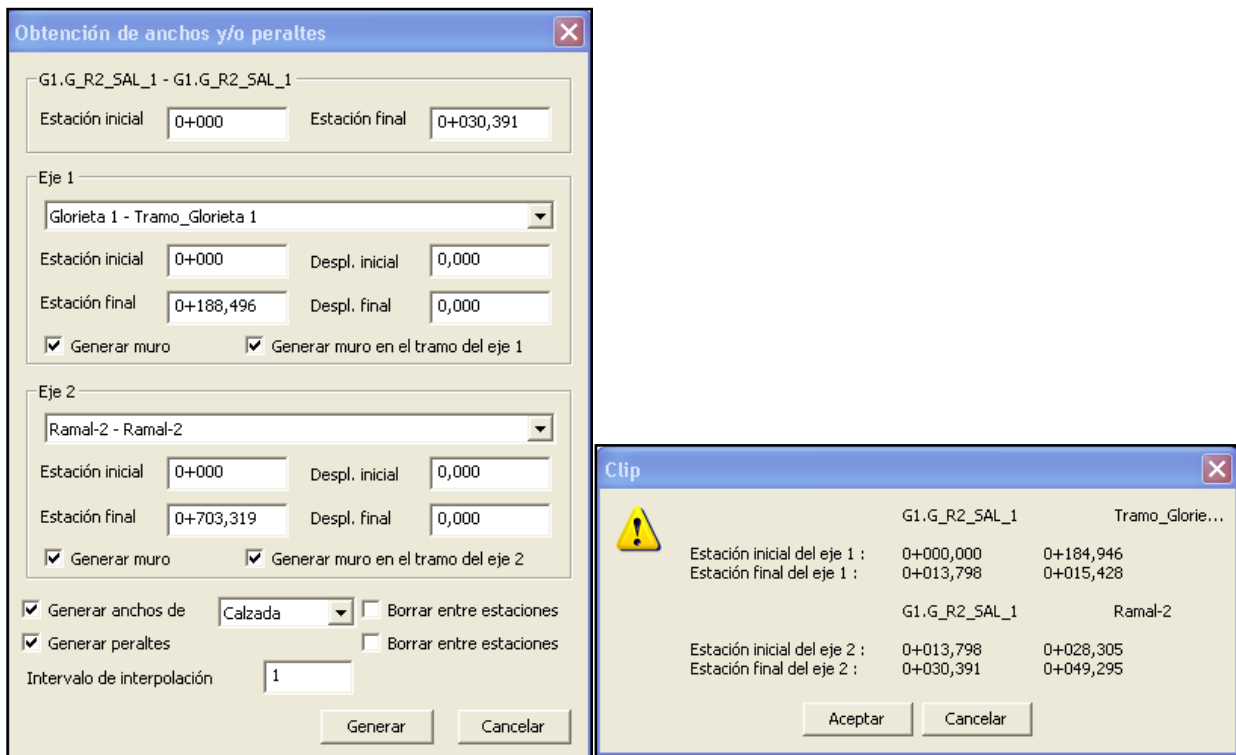 Obtención de anchos y/o peraltes
G1.G_R2_SAL_1 - G1.G_R2_SAL_1
Estación inicial 0+000 Estación final 0+030,391
Eje 1
Glorieta 1 - Tramo_Glorieta 1
Estación inicial 0+000 Despl. inicial 0,000
Estación final 0+188,496 Despl. final 0,000
Generar muro Generar muro en el tramo del eje 1
Eje 2
Ramal-2 - Ramal-2
Estación inicial 0+000 Despl. inicial 0,000
Estación final 0+703,319 Despl. final 0,000
Generar muro Generar muro en el tramo del eje 2
Generar anchos de Calzada Borrar entre estaciones
Generar peraltes Borrar entre estaciones
Intervalo de interpolación 1
Generar Cancelar
Clip
G1.G_R2_SAL_1 Tramo_Glorie...
Estación inicial del eje 1 : 0+000,000 0+184,946
Estación final del eje 1 : 0+013,798 0+015,428
G1.G_R2_SAL_1 Ramal-2
Estación inicial del eje 2 : 0+013,798 0+028,305
Estación final del eje 2 : 0+030,391 0+049,295
Aceptar Cancelar